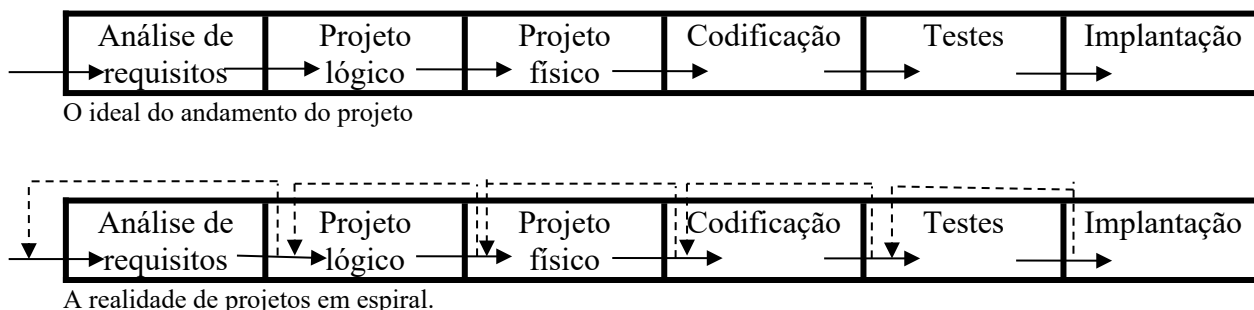 Análise de requisitos
Projeto lógico
Projeto físico
Codificação
Testes
Implantação
O ideal do andamento do projeto
Análise de requisitos
Projeto lógico
Projeto físico
Codificação
Testes
Implantação
A realidade de projetos em espiral.